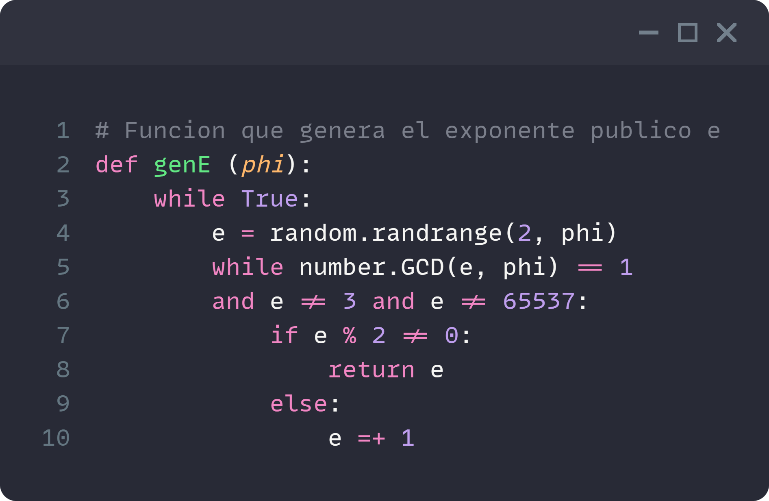 1 # Funcion que genera el exponente publico e
2 def genE (phi):
3     while True:
4         e = random.randrange(2, phi)
5         while number.GCD(e, phi) == 1
6         and e != 3 and e != 65537:
7             if e % 2 != 0:
8                 return e
9             else:
10                 e =+ 1